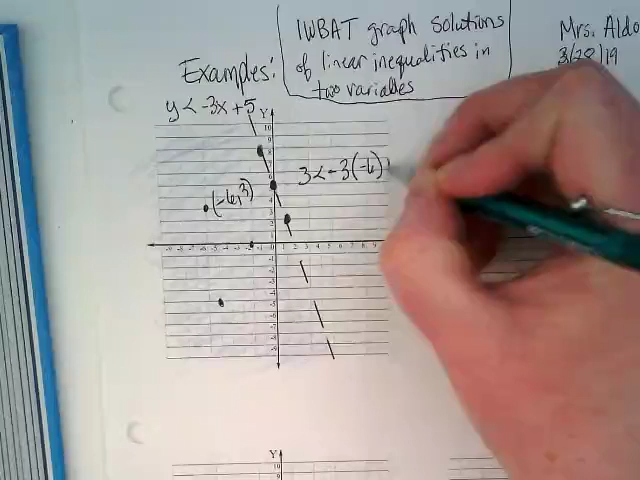 IWBAT graph solutions
of linear inequalities in
two variables
Mrs. Aldo
3/20/19
Examples:
y < -3x + 5
(-6, 3)
3 < -3(-6)
Y
Y